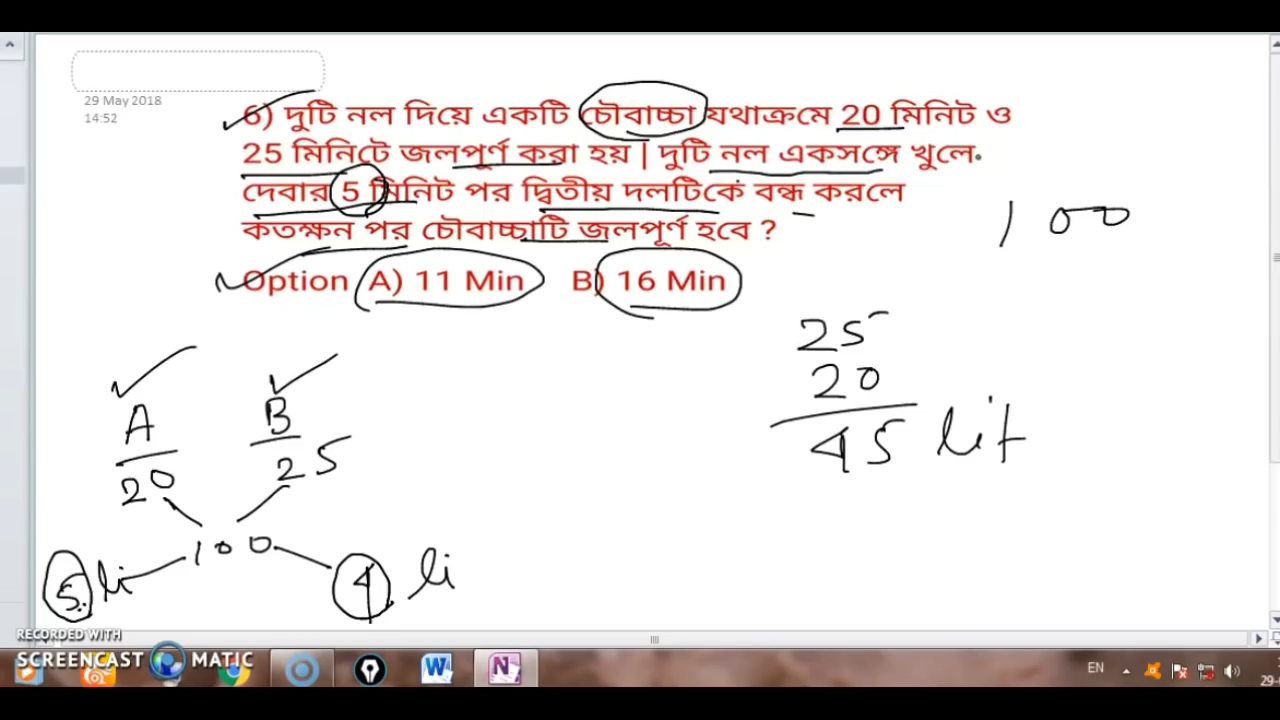 29 May 2018
14:52
6) দুটি নল দিয়ে একটি চৌবাচ্চা যথাক্রমে 20 মিনিট ও
25 মিনিটে জলপুর্ণ করা হয় | দুটি নল একসঙ্গে খুলে
দেবার 5 মিনিট পর দ্বিতীয় দলটিকে বন্ধ করলে
কতক্ষন পর চৌবাচ্চাটি জলপূর্ণ হবে ?
Option A) 11 Min B) 16 Min
100
25
20
45 lit
A B
20 25
100
5 li 4 li
RECORDED WITH
SCREENCAST MATIC
EN
29-